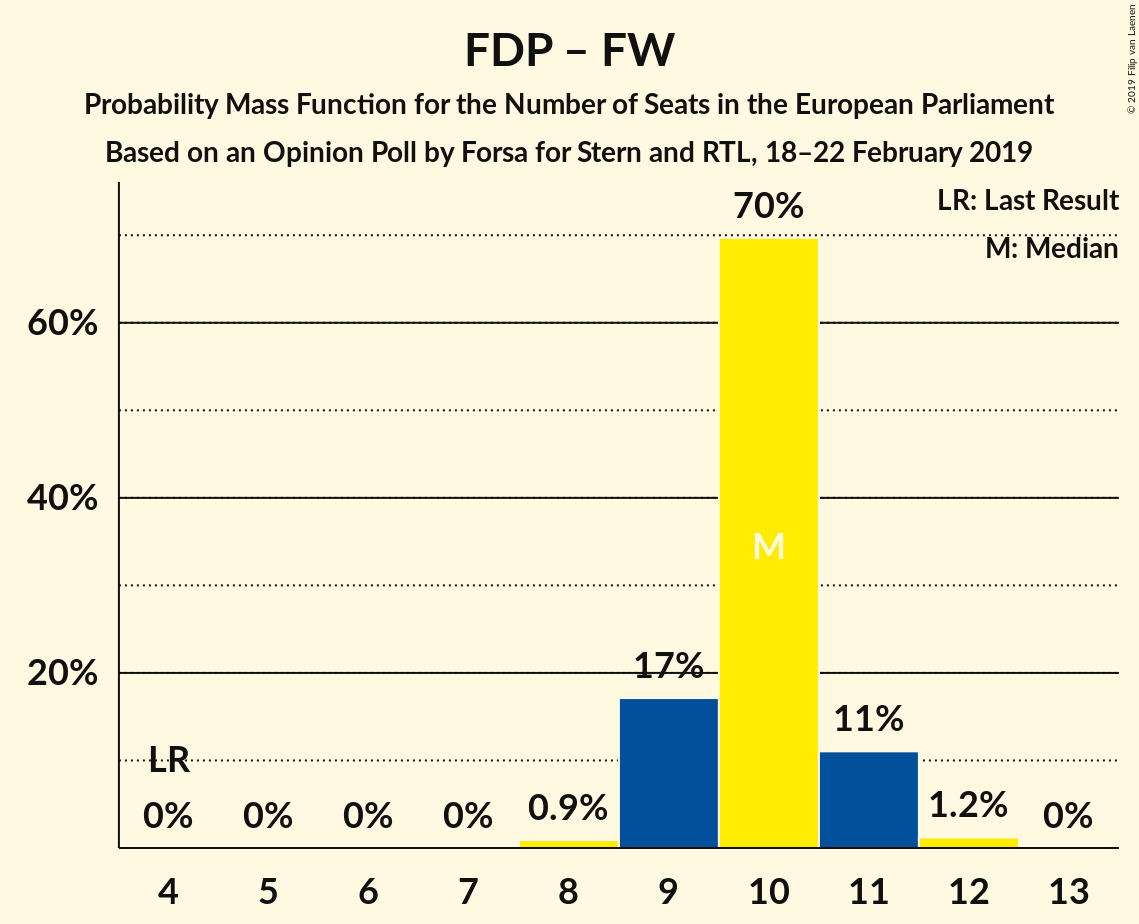 FDP – FW
Probability Mass Function for the Number of Seats in the European Parliament
Based on an Opinion Poll by Forsa for Stern and RTL, 18–22 February 2019
© 2019 Filip van Laenen
LR: Last Result
M: Median
70%
60%
40%
M
20%
17%
11%
LR
0%
0%
0%
0%
0.9%
1.2%
0%
4
5
6
7
8
9
10
11
12
13